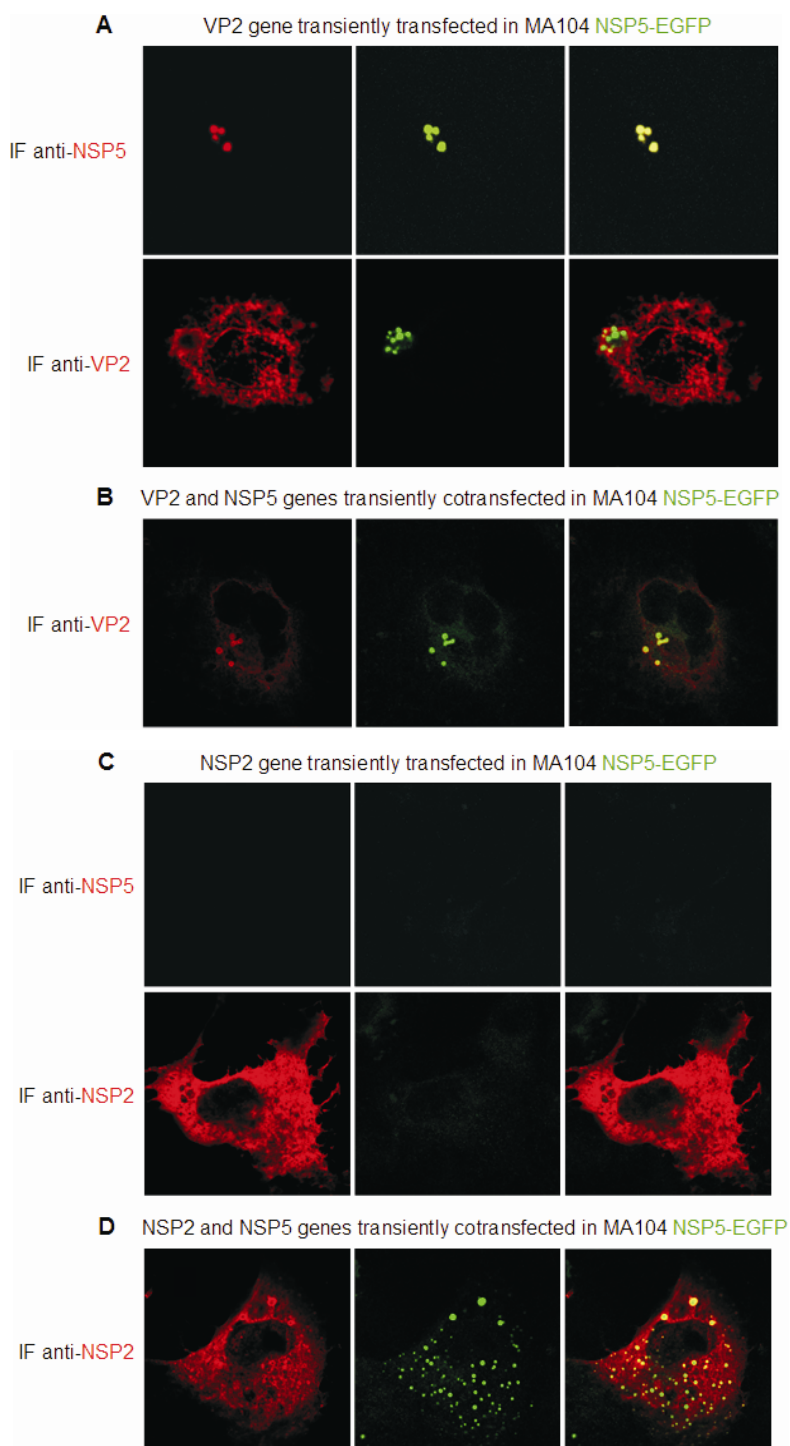 A VP2 gene transiently transfected in MA104 NSP5-EGFP
IF anti-NSP5
IF anti-VP2
B VP2 and NSP5 genes transiently cotransfected in MA104 NSP5-EGFP
IF anti-VP2
C NSP2 gene transiently transfected in MA104 NSP5-EGFP
IF anti-NSP5
IF anti-NSP2
D NSP2 and NSP5 genes transiently cotransfected in MA104 NSP5-EGFP
IF anti-NSP2